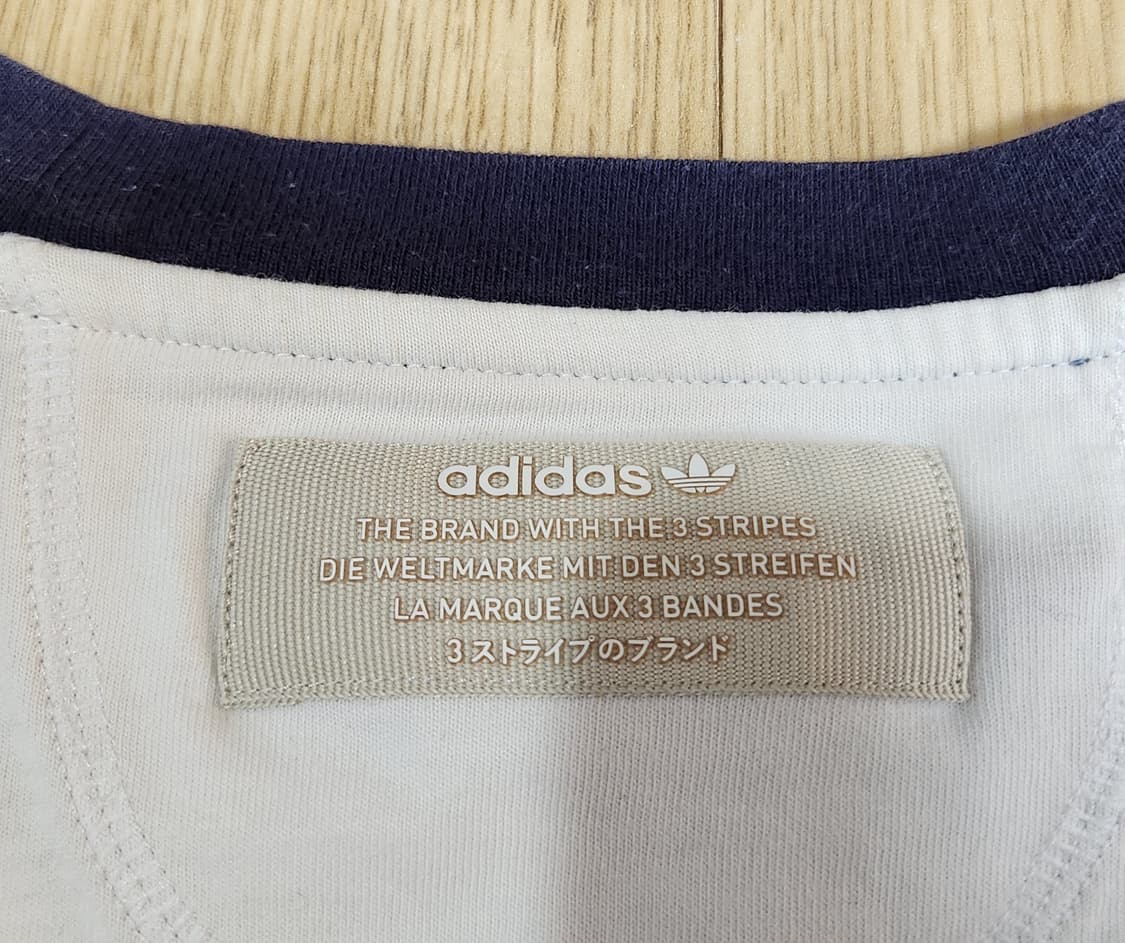 adidas
THE BRAND WITH THE 3 STRIPES
DIE WELTMARKE MIT DEN 3 STREIFEN
LA MARQUE AUX 3 BANDES
3ストライプのブランド